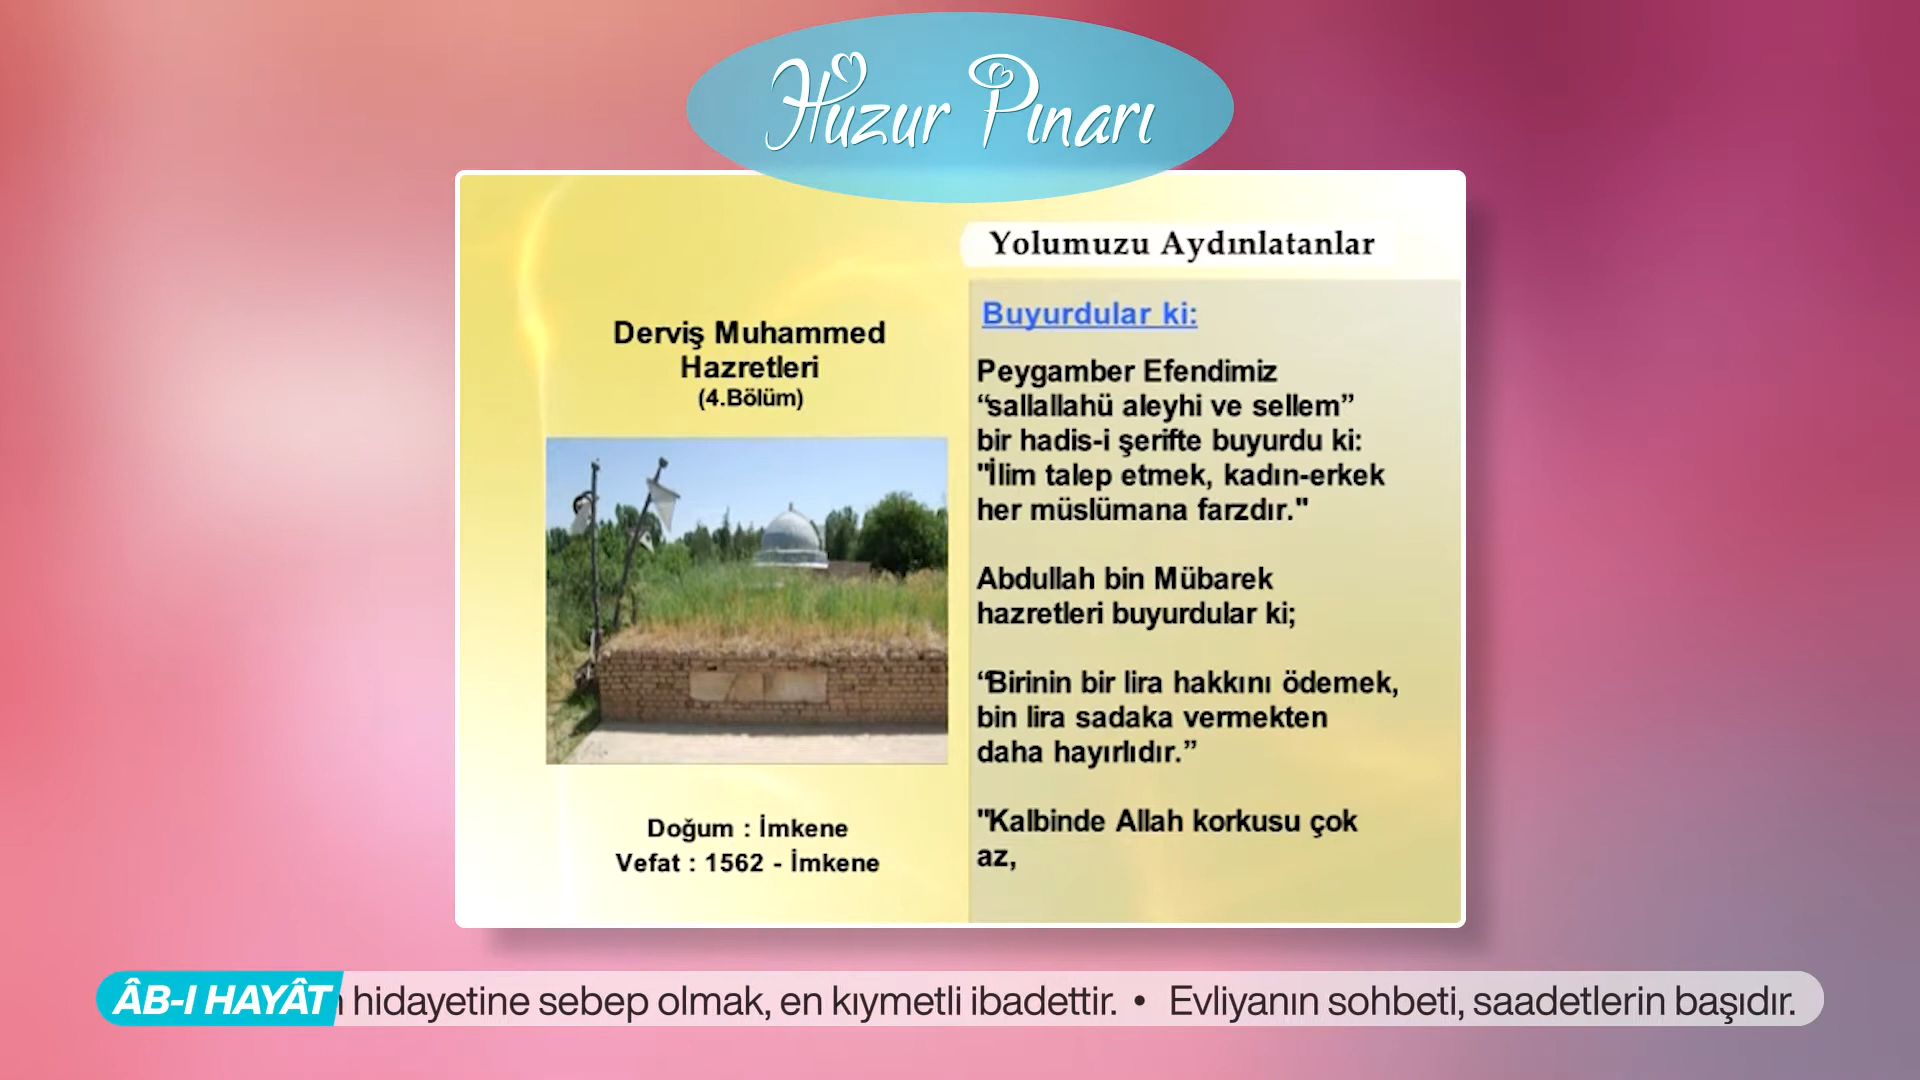 Huzur Pınarı
Yolumuzu Aydınlatanlar
Derviş Muhammed
Hazretleri
(4.Bölüm)
Doğum : İmkene
Vefat : 1562 - İmkene
Buyurdular ki:
Peygamber Efendimiz
“sallallahü aleyhi ve sellem”
bir hadis-i şerifte buyurdu ki:
"İlim talep etmek, kadın-erkek
her müslümana farzdır."
Abdullah bin Mübarek
hazretleri buyurdular ki;
“Birinin bir lira hakkını ödemek,
bin lira sadaka vermekten
daha hayırlıdır.”
"Kalbinde Allah korkusu çok
az,
ÂB-I HAYÂT
hidayetine sebep olmak, en kıymetli ibadettir. • Evliyanın sohbeti, saadetlerin başıdır.